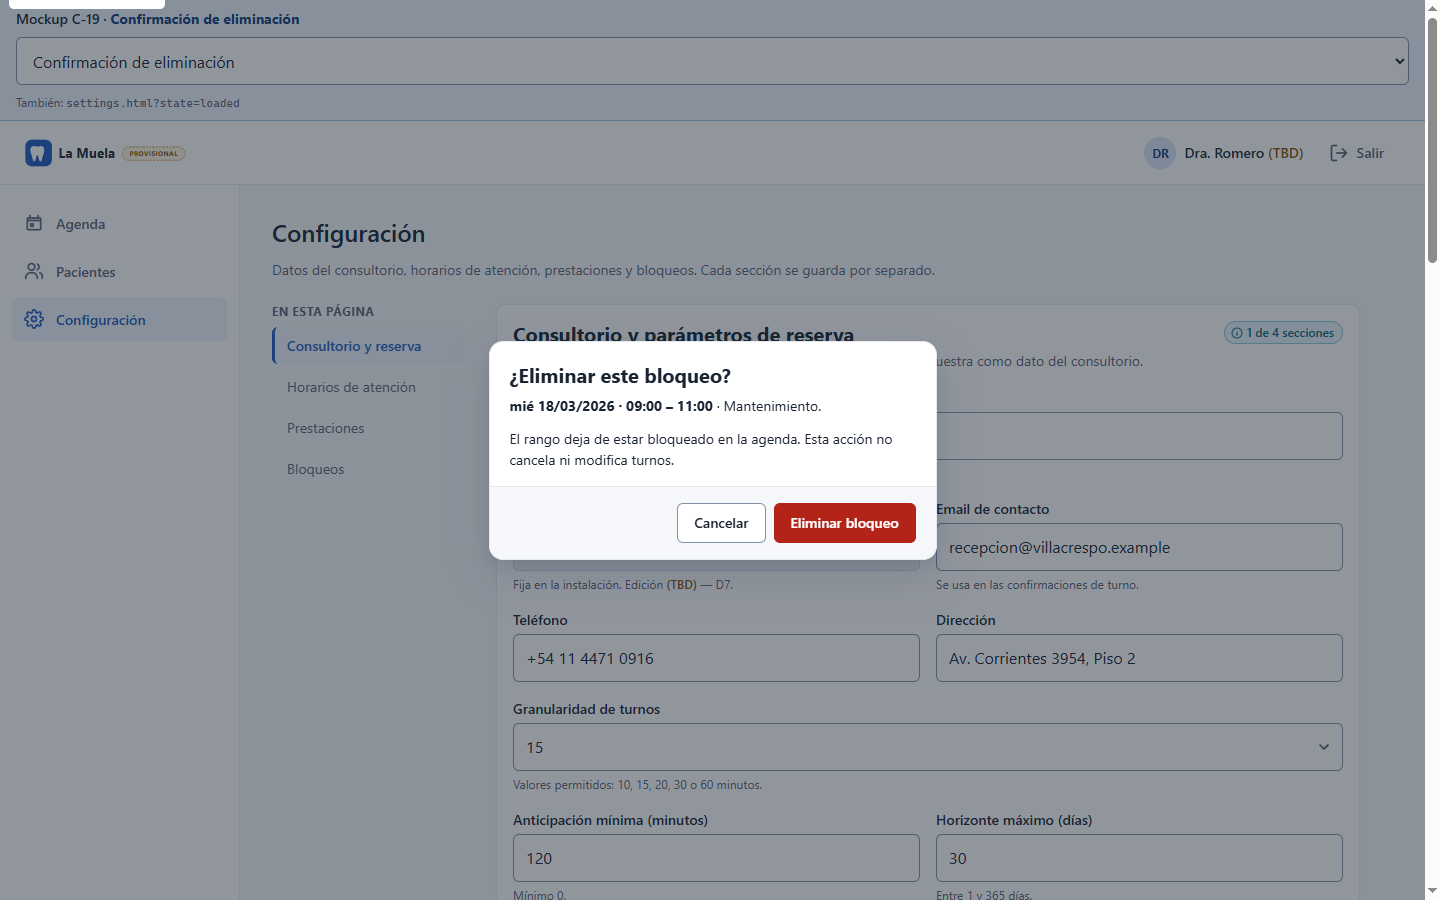 Mockup C-19 · Confirmación de eliminación
Confirmación de eliminación
También: settings.html?state=loaded
La Muela PROVISIONAL
DR Dra. Romero (TBD) Salir
Agenda
Pacientes
Configuración
Configuración
Datos del consultorio, horarios de atención, prestaciones y bloqueos. Cada sección se guarda por separado.
EN ESTA PÁGINA
Consultorio y reserva
Horarios de atención
Prestaciones
Bloqueos
Consultorio y parámetros de reserva
1 de 4 secciones
uestra como dato del consultorio.
¿Eliminar este bloqueo?
mié 18/03/2026 · 09:00 – 11:00 · Mantenimiento.
El rango deja de estar bloqueado en la agenda. Esta acción no
cancela ni modifica turnos.
Cancelar Eliminar bloqueo
Email de contacto
recepcion@villacrespo.example
Fija en la instalación. Edición (TBD) — D7.
Se usa en las confirmaciones de turno.
Teléfono
+54 11 4471 0916
Dirección
Av. Corrientes 3954, Piso 2
Granularidad de turnos
15
Valores permitidos: 10, 15, 20, 30 o 60 minutos.
Anticipación mínima (minutos)
120
Mínimo 0.
Horizonte máximo (días)
30
Entre 1 y 365 días.